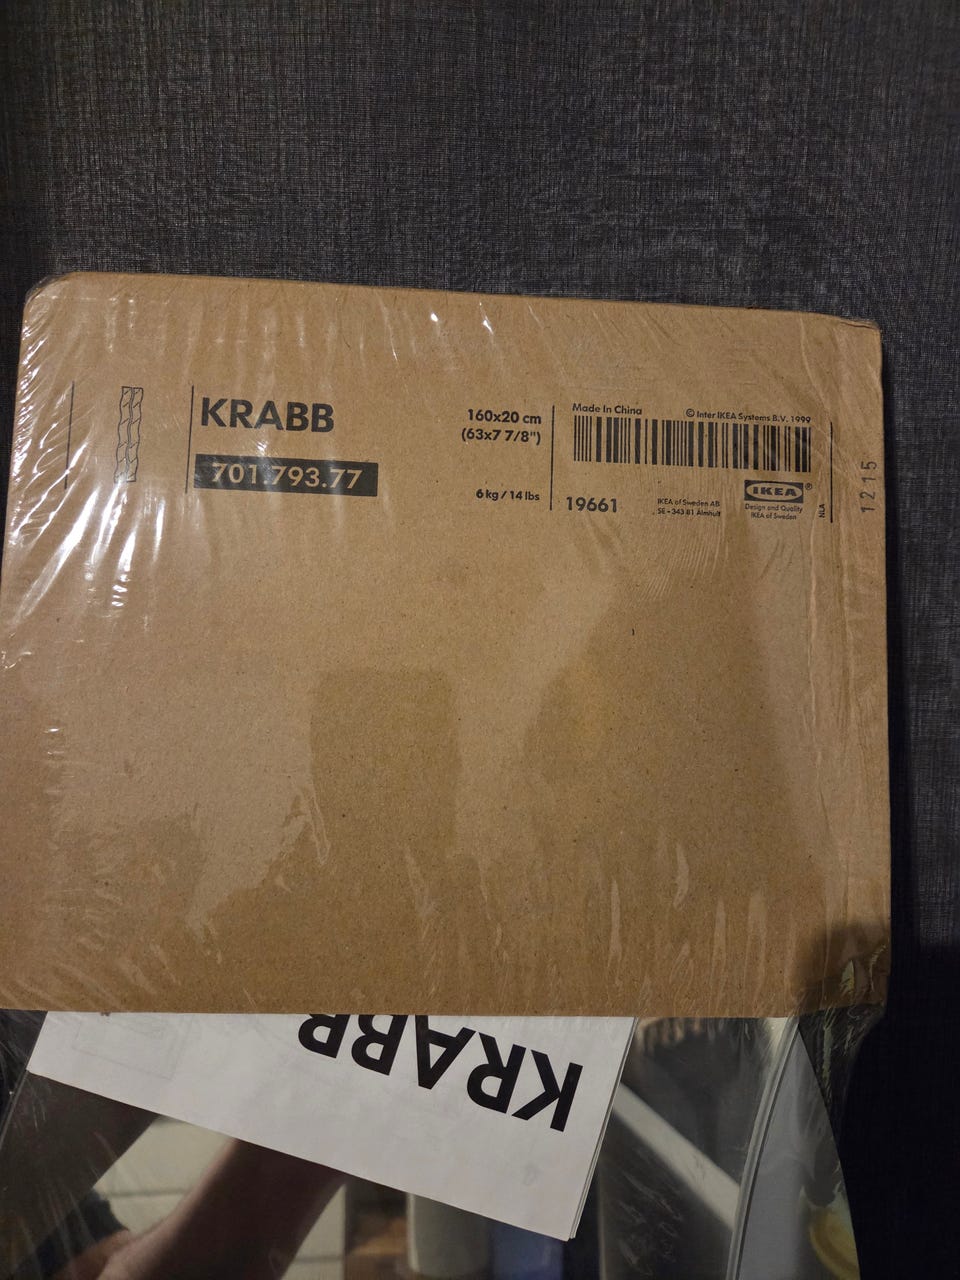 KRABB
701.793.77
160x20 cm
(63x7 7/8")
6 kg / 14 lbs
Made In China
© Inter IKEA Systems B.V. 1999
19661
IKEA of Sweden AB
SE - 343 81 Älmhult
IKEA®
Design and Quality
IKEA of Sweden
NLA
1215
KRABB